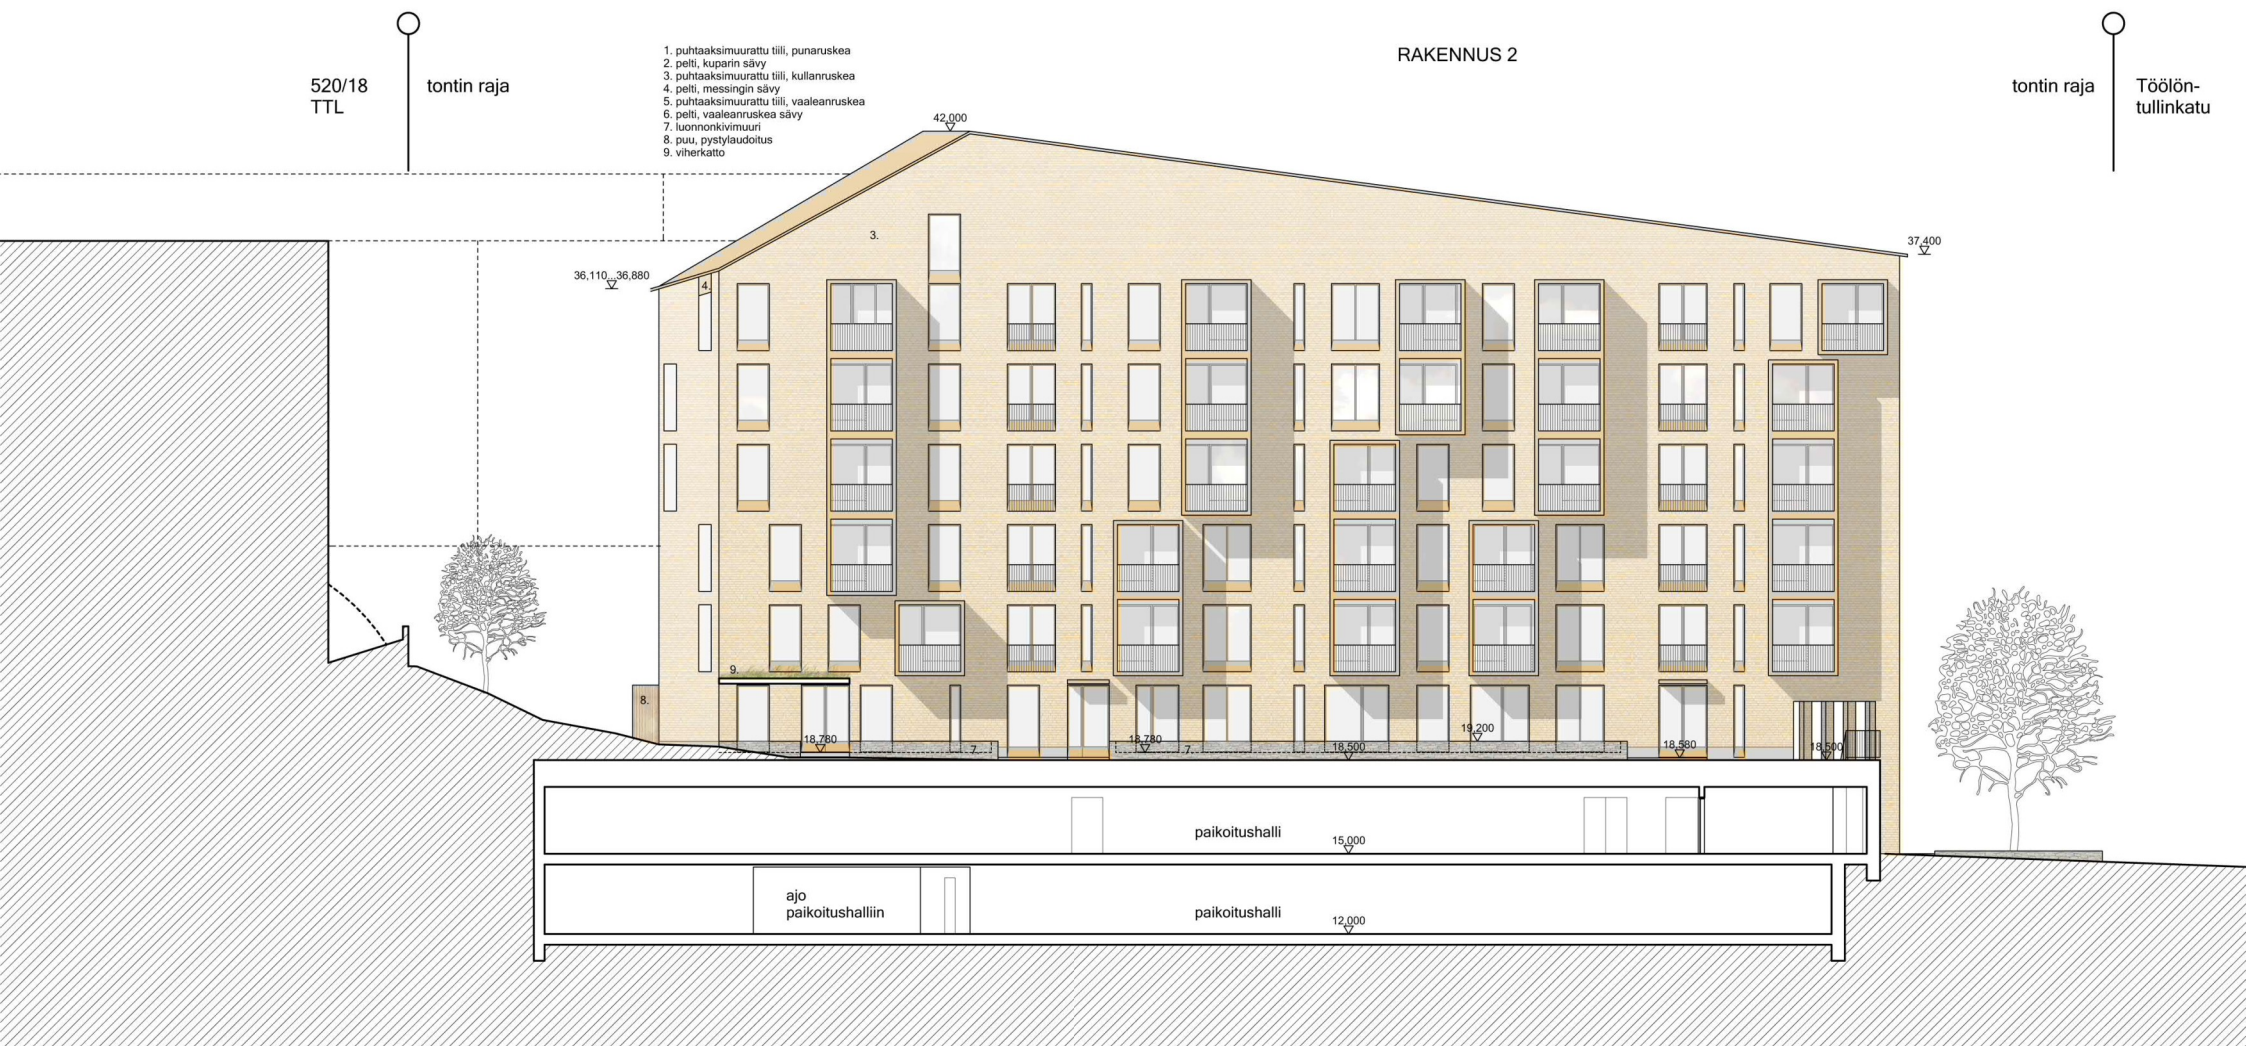 520/18
TTL
tontin raja
1. puhtaaksimuurattu tiili, punaruskea
2. pelti, kuparin sävy
3. puhtaaksimuurattu tiili, kullanruskea
4. pelti, messingin sävy
5. puhtaaksimuurattu tiili, vaaleanruskea
6. pelti, vaaleanruskea sävy
7. luonnonkivimuuri
8. puu, pystylaudoitus
9. viherkatto
RAKENNUS 2
tontin raja
Töölön-
tullinkatu
42,000
3.
37,400
36,110...36,880
4.
9.
8.
18,780
7.
18,780
7.
18,500
19,200
18,580
18,500
paikoitushalli
15,000
ajo
paikoitushalliin
paikoitushalli
12,000